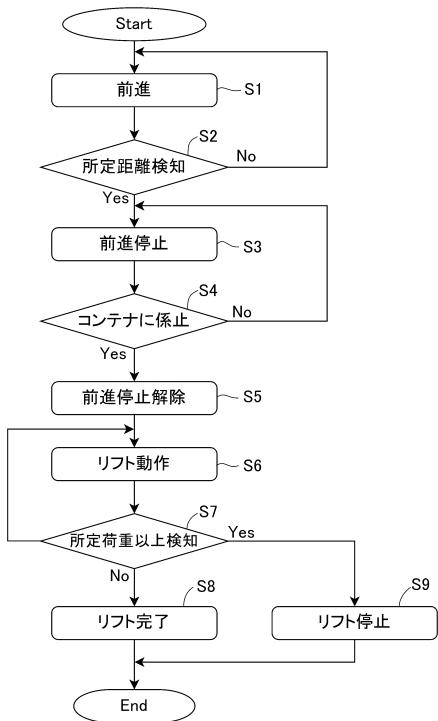 Start
前進
S1
所定距離検知
S2
No
Yes
前進停止
S3
コンテナに係止
S4
No
Yes
前進停止解除
S5
リフト動作
S6
所定荷重以上検知
S7
Yes
No
リフト完了
S8
リフト停止
S9
End